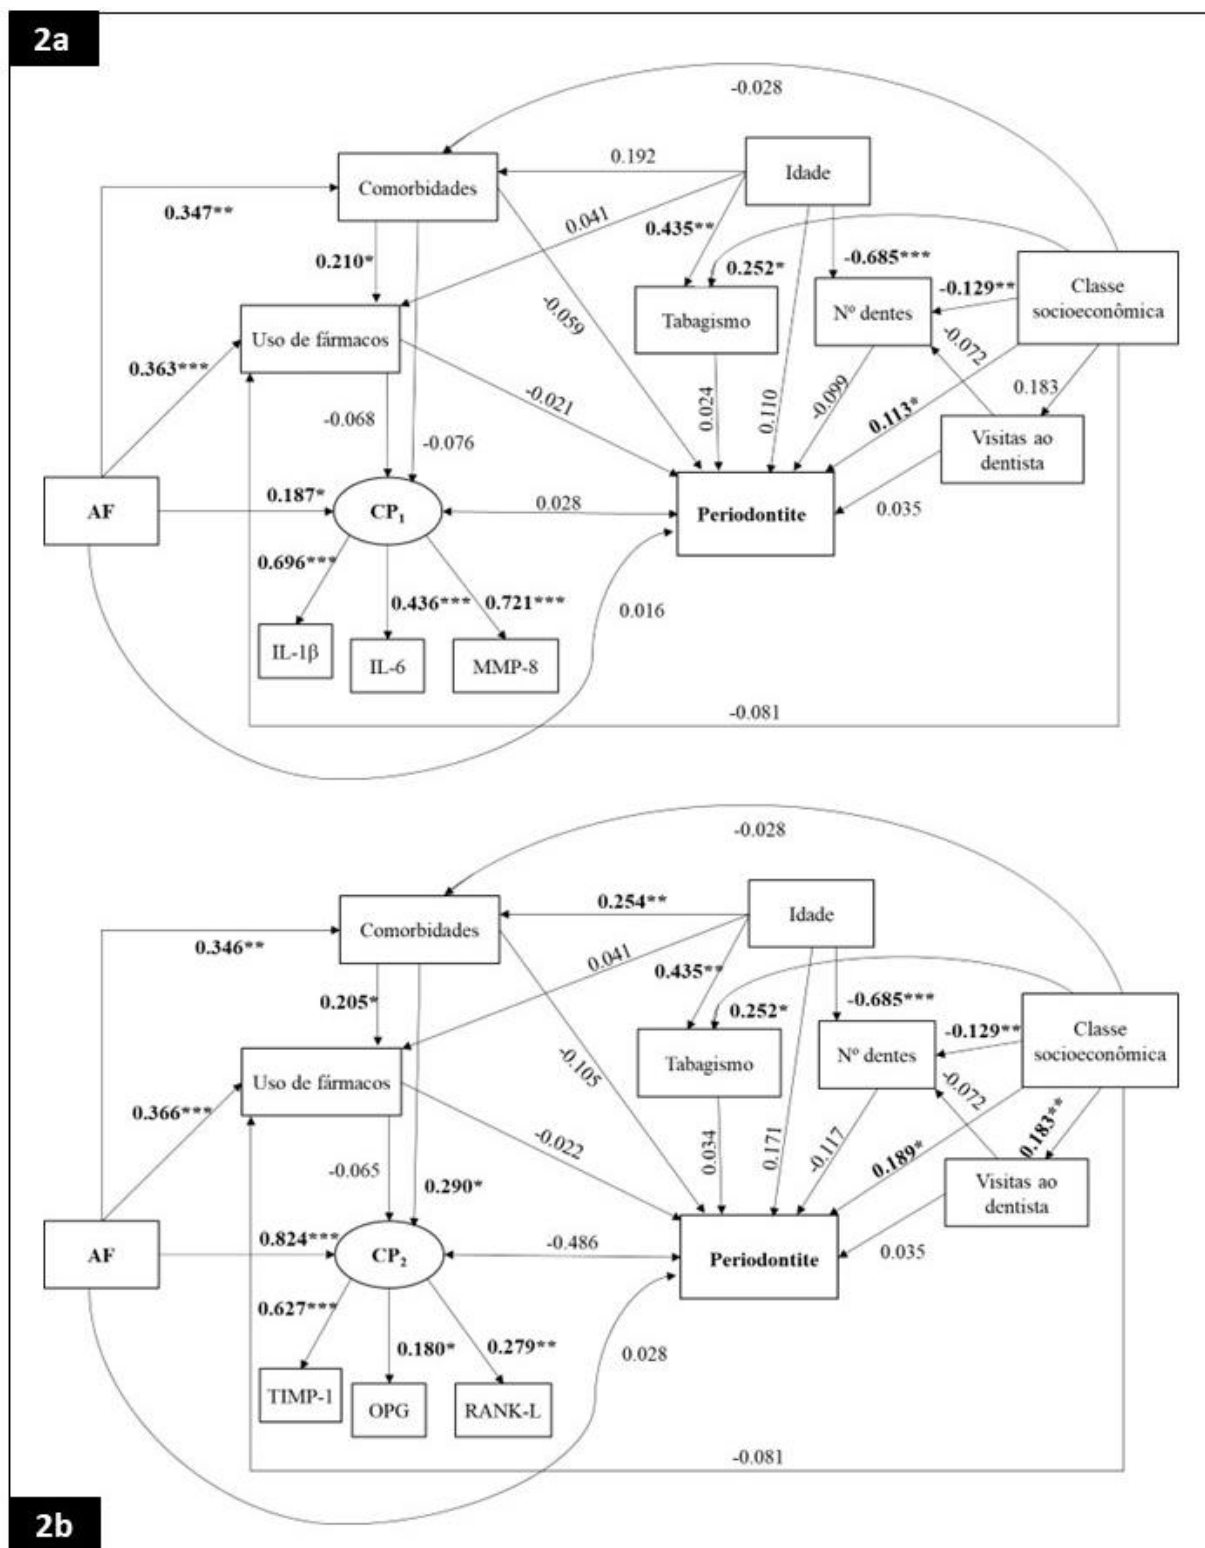 2a
-0.028
0.192
Idade
Comorbidades
0.347**
0.041
0.435**
0.210*
0.252*
-0.685***
-0.129**
Classe
socioeconômica
Tabagismo
Nº dentes
-0.059
Uso de fármacos
0.363***
-0.072
0.183
-0.021
0.024
0.110
-0.099
0.113*
-0.068
-0.076
Visitas ao
dentista
AF
0.187*
CP1
0.028
Periodontite
0.035
0.696***
0.436***
0.721***
0.016
IL-1β
IL-6
MMP-8
-0.081
-0.028
0.254**
Idade
Comorbidades
0.346**
0.041
0.435**
0.205*
0.252*
-0.685***
-0.129**
Classe
socioeconômica
Tabagismo
Nº dentes
-0.105
Uso de fármacos
0.366***
-0.072
0.183**
-0.022
0.034
0.171
-0.117
0.189*
-0.065
0.290*
Visitas ao
dentista
AF
0.824***
CP2
-0.486
Periodontite
0.035
0.627***
0.180*
0.279**
0.028
TIMP-1
OPG
RANK-L
-0.081
2b